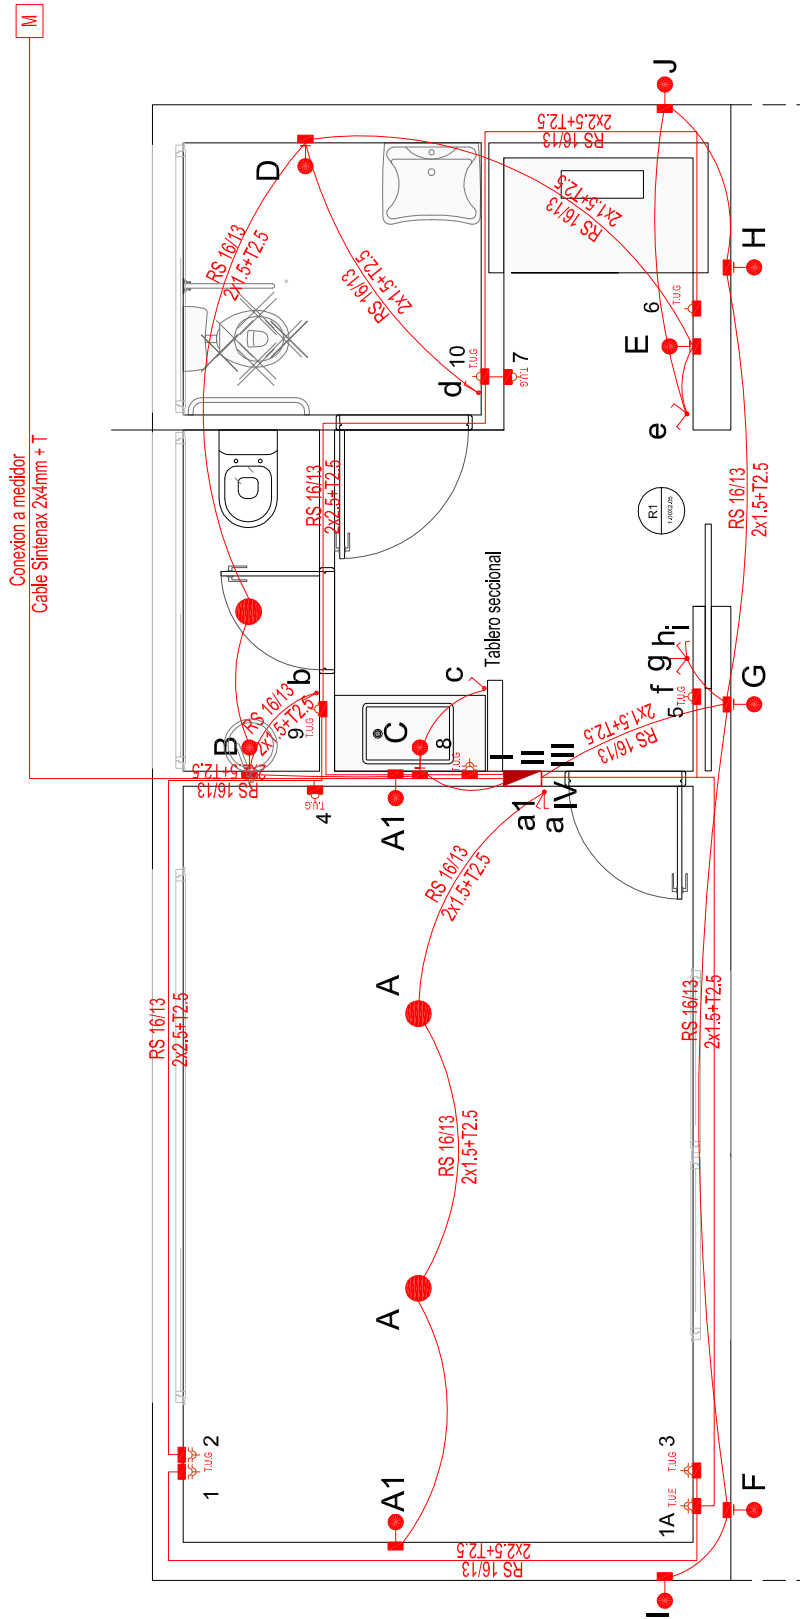 M
Conexion a medidor
Cable Sintenax 2x4mm + T
J
D
RS 16/13
2x2.5+T2.5
RS 16/13
2x1.5+T2.5
RS 16/13
2x1.5+T2.5
RS 16/13
2x1.5+T2.5
H
6
T.U.G
E
10
T.U.G
d
7
T.U.G
e
RS 16/13
2x2.5+T2.5
RS 16/13
2x1.5+T2.5
R1
Tablero seccional
b
c
g
h
i
f
5
T.U.G
G
B
RS 16/13
2x1.5+T2.5
9
T.U.G
C
8
T.U.G
I
II
III
IV
RS 16/13
2x1.5+T2.5
RS 16/13
2x2.5+T2.5
4
T.U.G
A1
a1
a
RS 16/13
2x1.5+T2.5
A
RS 16/13
2x2.5+T2.5
RS 16/13
2x1.5+T2.5
RS 16/13
2x1.5+T2.5
A
1
2
T.U.G
A1
3
T.U.G
1A
T.U.E
F
RS 16/13
2x2.5+T2.5
I